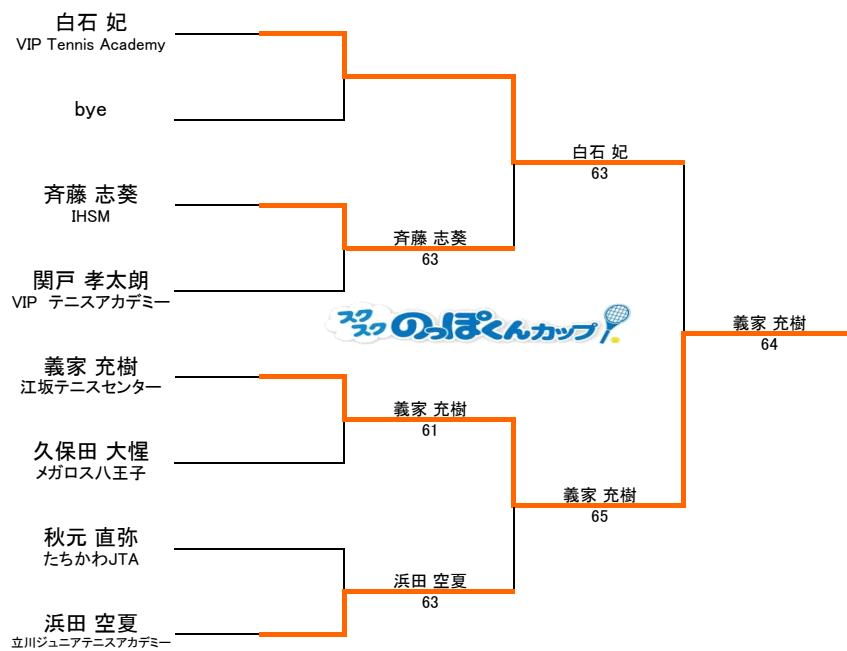 白石 妃
VIP Tennis Academy
bye
白石 妃
63
斉藤 志葵
IHSM
斉藤 志葵
63
関戸 孝太朗
VIP テニスアカデミー
スクスク のっぽくんカップ
義家 充樹
64
義家 充樹
江坂テニスセンター
義家 充樹
61
久保田 大惺
メガロス八王子
義家 充樹
65
秋元 直弥
たちかわJTA
浜田 空夏
63
浜田 空夏
立川ジュニアテニスアカデミー